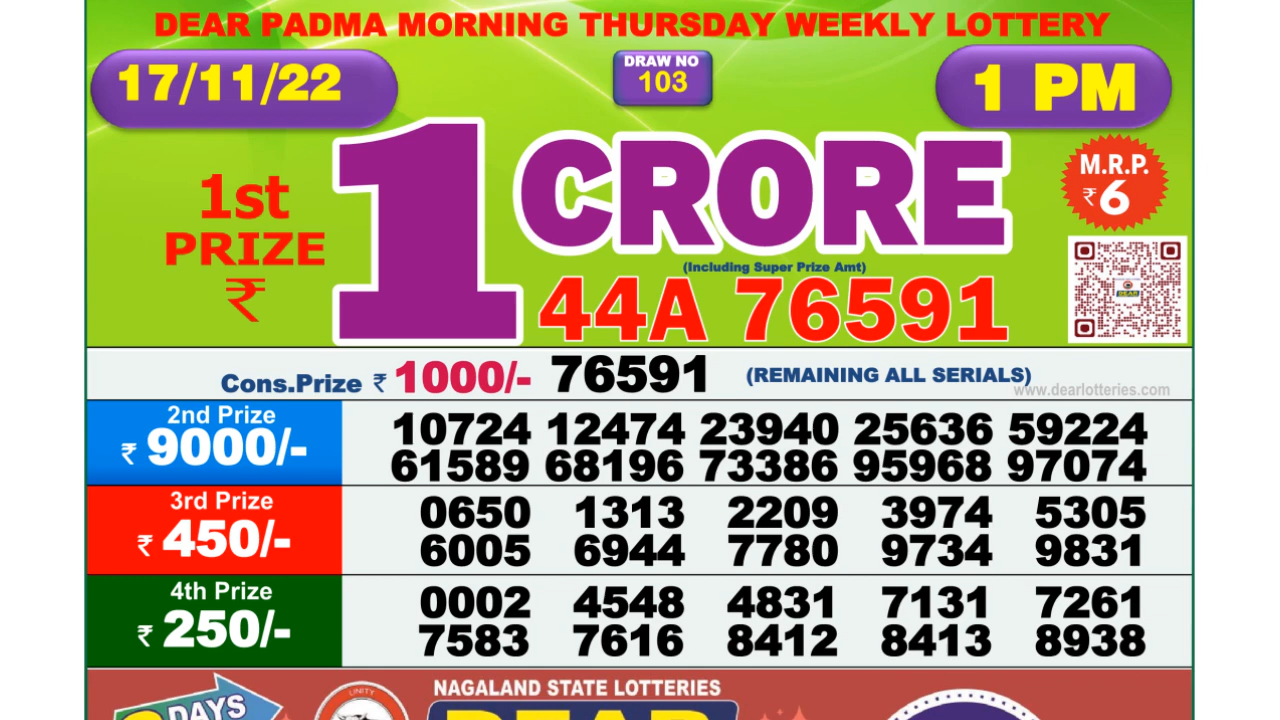 DEAR PADMA MORNING THURSDAY WEEKLY LOTTERY
17/11/22
DRAW NO
103
1 PM
1st
PRIZE
₹
1 CRORE
(Including Super Prize Amt)
44A 76591
M.R.P.
₹ 6
DEAR
Cons.Prize ₹ 1000/- 76591 (REMAINING ALL SERIALS)
www.dearlotteries.com
2nd Prize
₹ 9000/-
10724 12474 23940 25636 59224
61589 68196 73386 95968 97074
3rd Prize
₹ 450/-
0650 1313 2209 3974 5305
6005 6944 7780 9734 9831
4th Prize
₹ 250/-
0002 4548 4831 7131 7261
7583 7616 8412 8413 8938
DAYS
UNITY
NAGALAND STATE LOTTERIES
DEAR